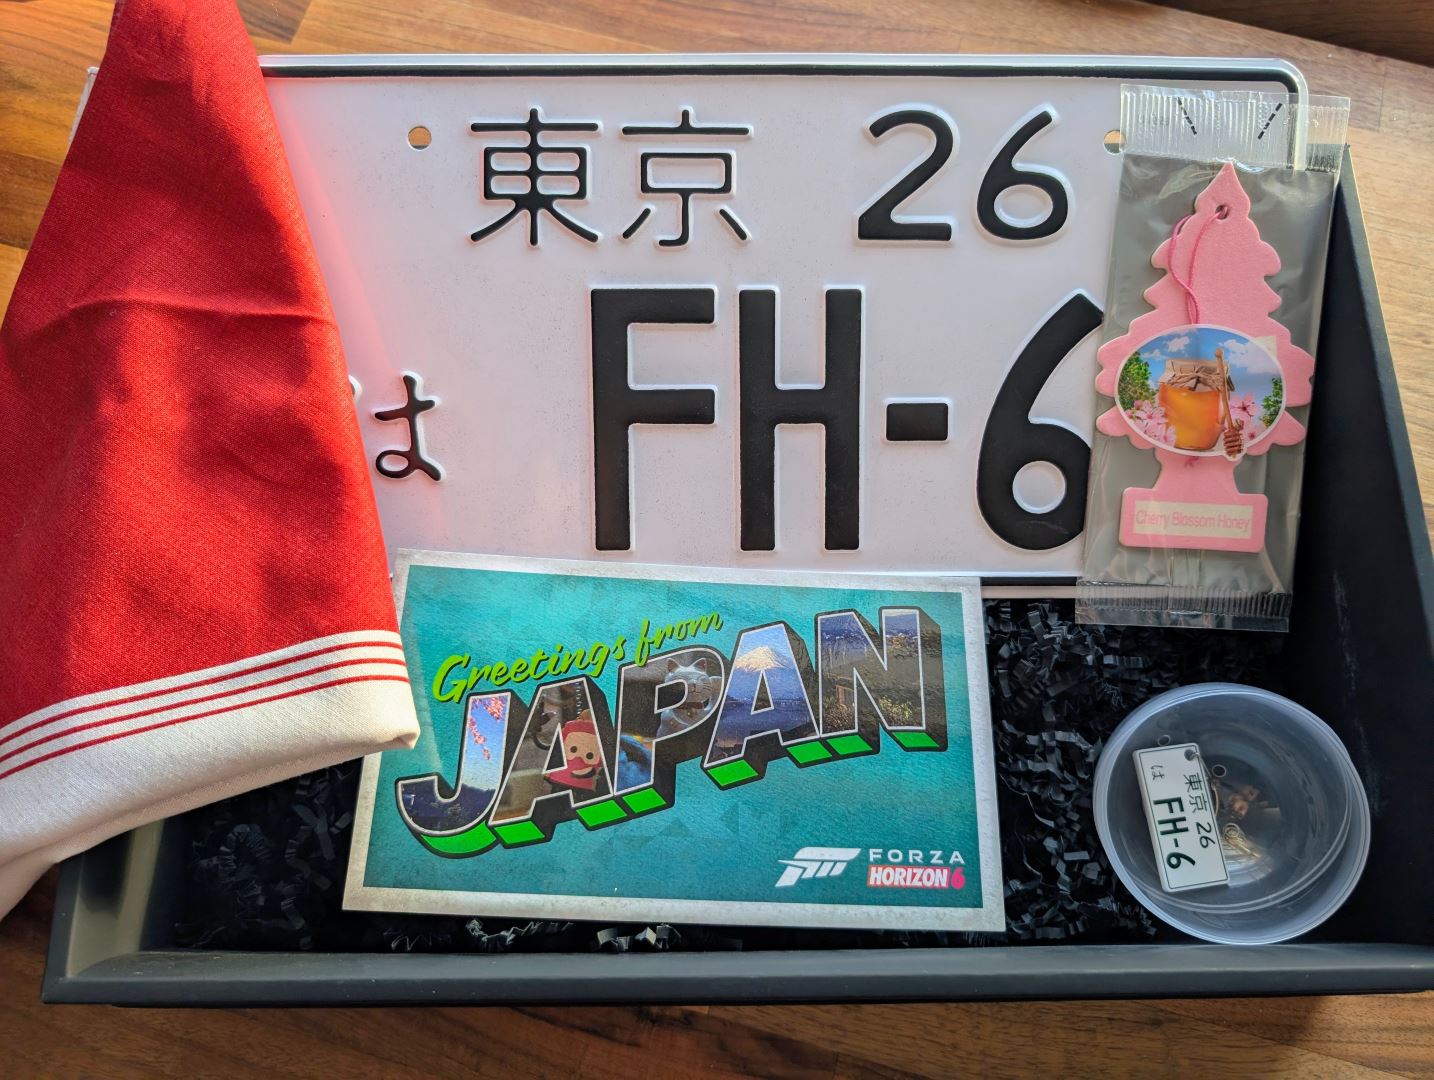 東京 26
は FH-6
Cherry Blossom Honey
Greetings from
JAPAN
FORZA
HORIZON 6
東京 26
は FH-6